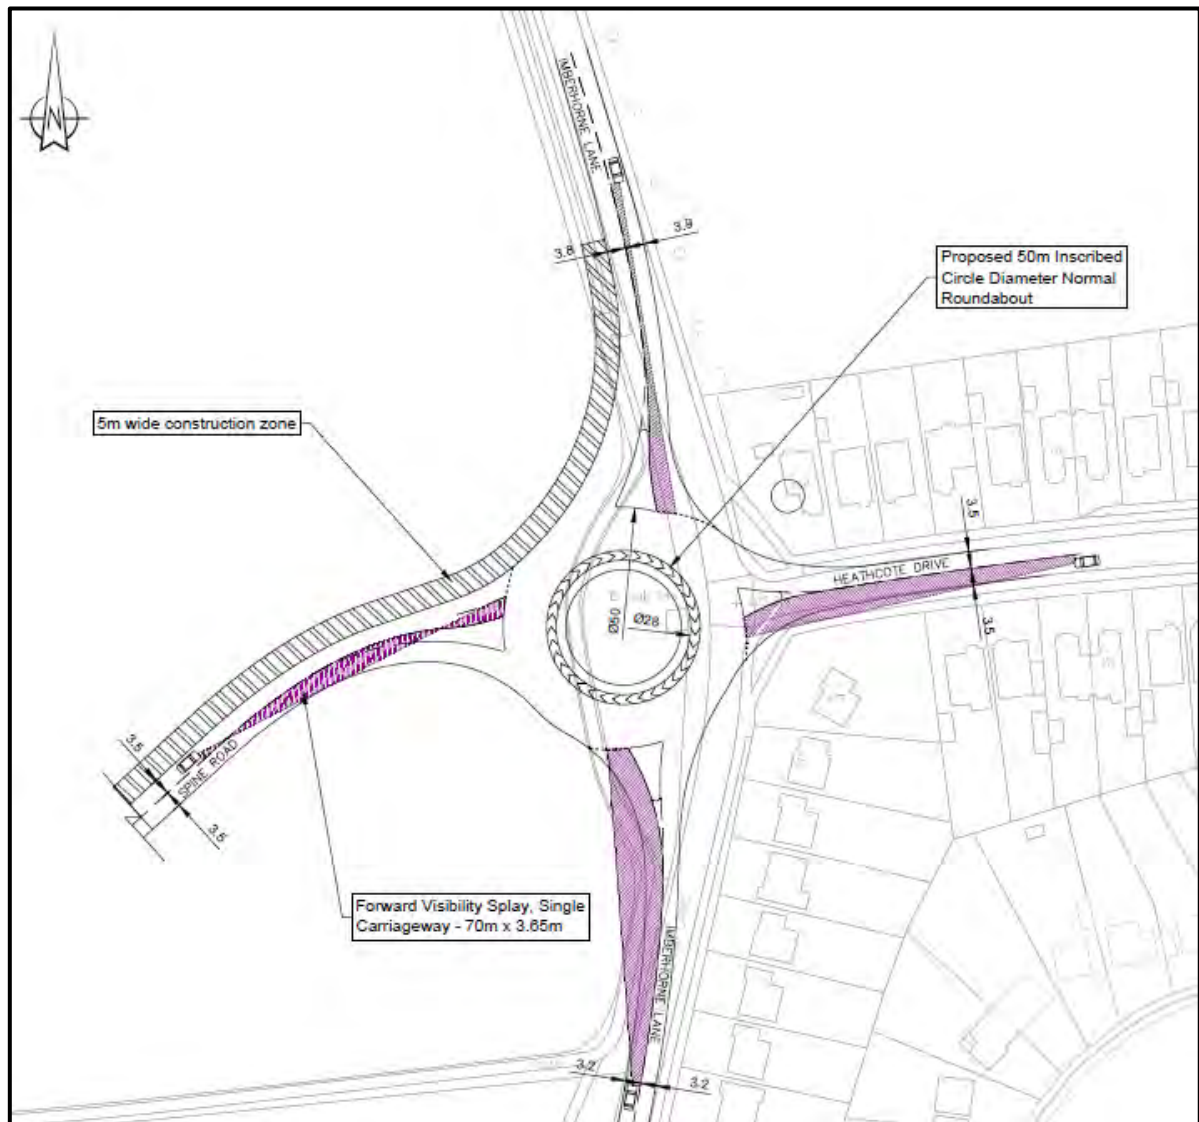 N
IMBERHORNE LANE
3.8
3.9
Proposed 50m Inscribed
Circle Diameter Normal
Roundabout
5m wide construction zone
3.5
HEATHCOTE DRIVE
3.5
Ø50
Ø28
3.5
SPINE ROAD
3.5
Forward Visibility Splay, Single
Carriageway - 70m x 3.65m
IMBERHORNE LANE
3.2
3.2